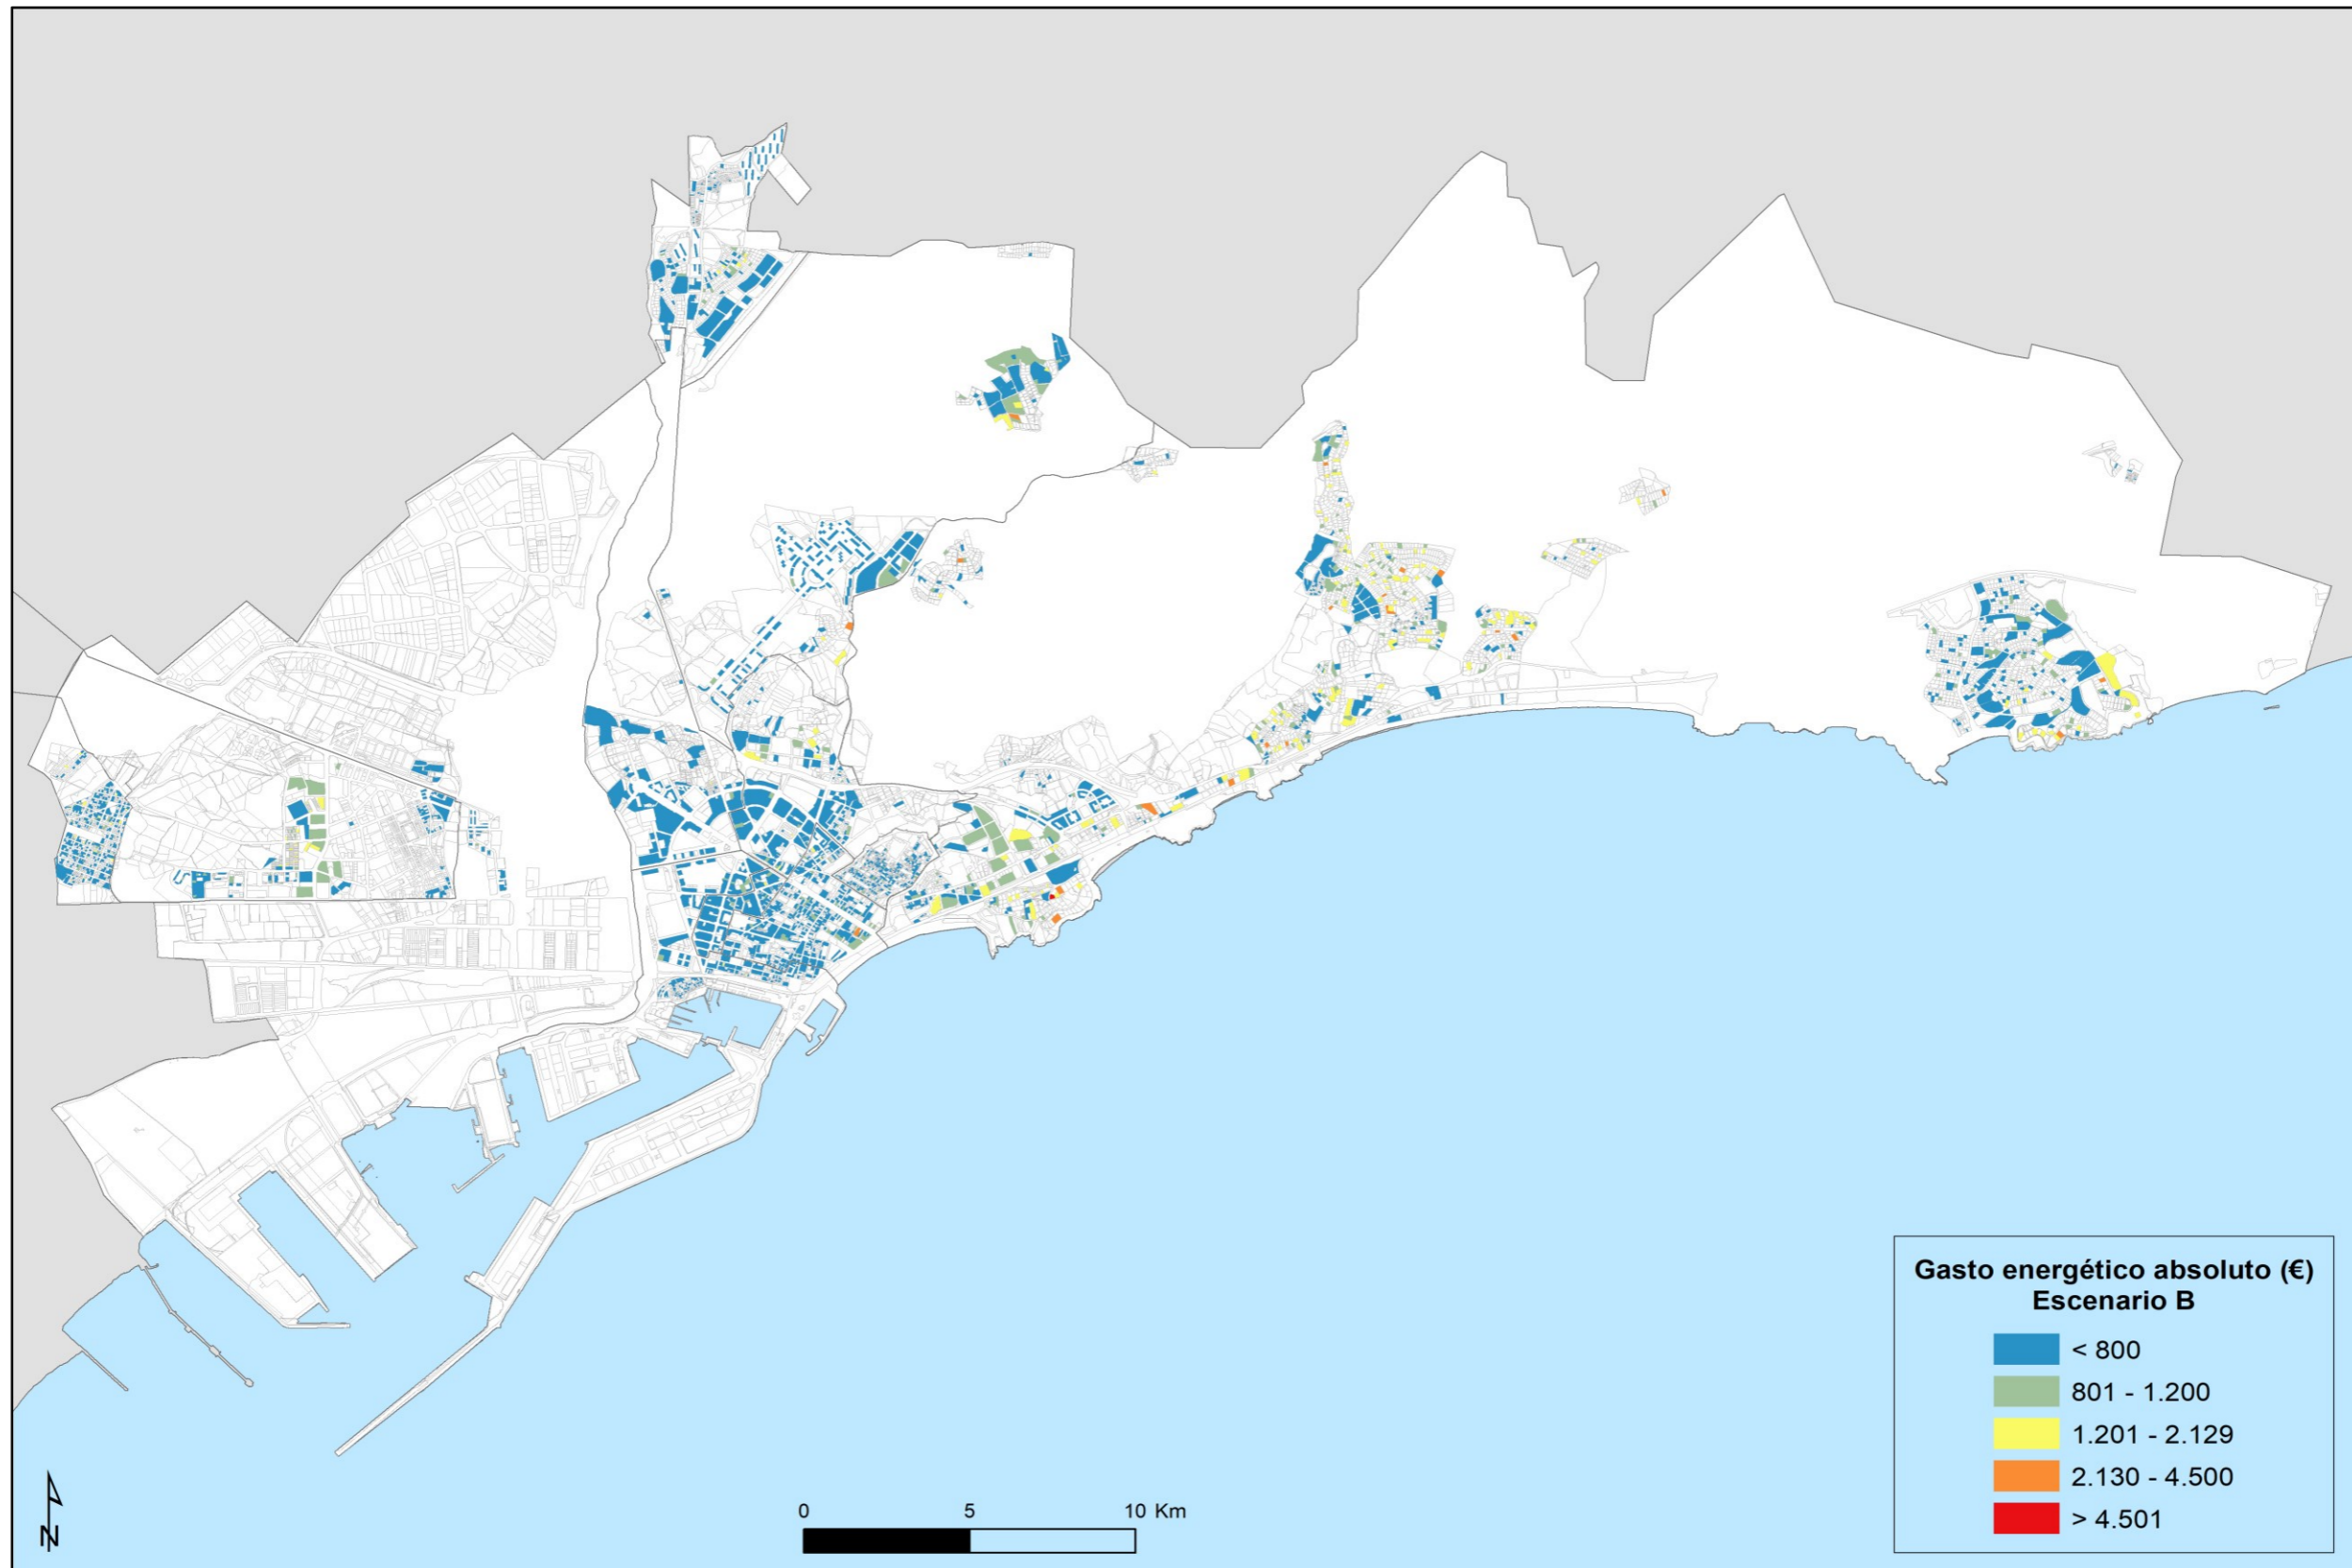 Gasto energético absoluto (€)
Escenario B
< 800
801 - 1.200
1.201 - 2.129
2.130 - 4.500
> 4.501
0 5 10 Km
N